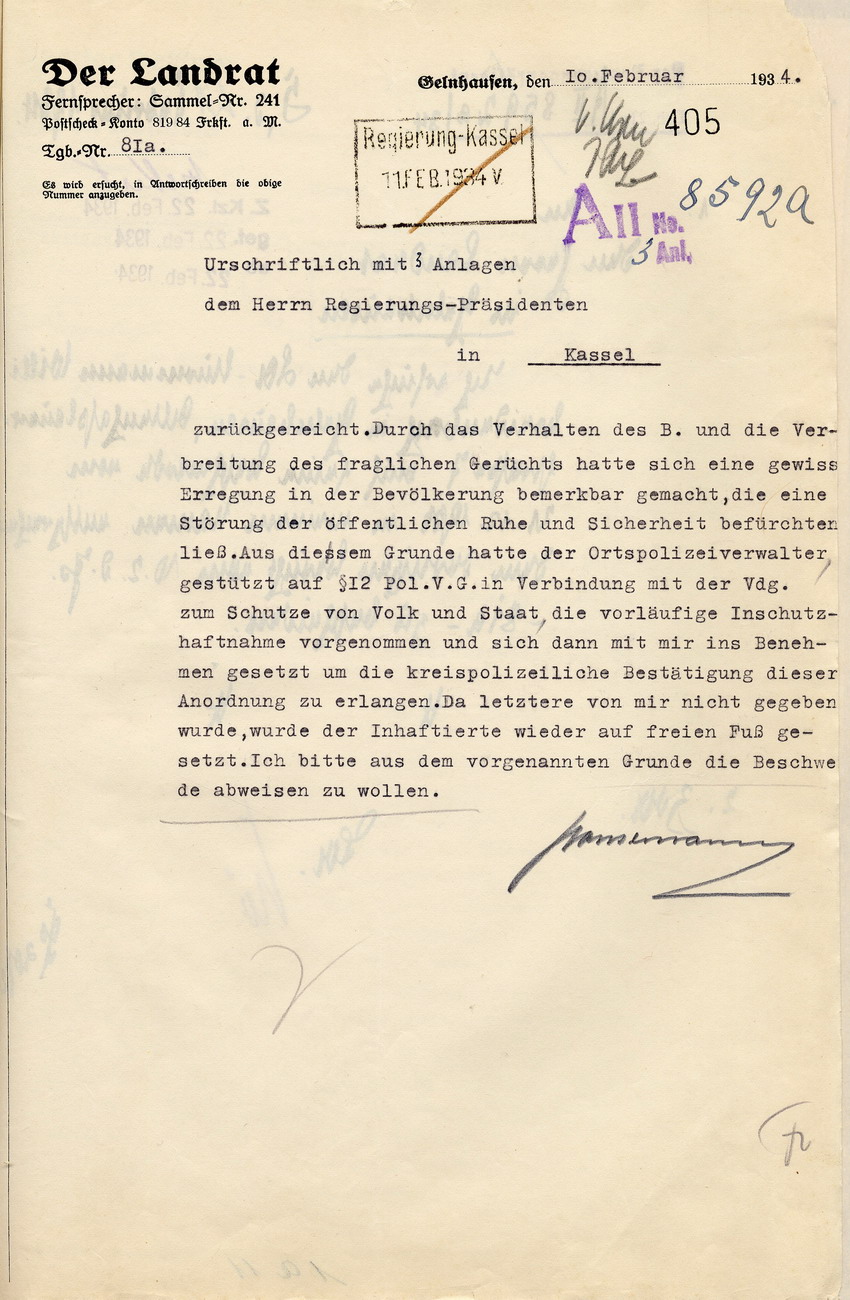 Der Landrat
Fernsprecher: Sammel-Nr. 241
Postscheck-Konto 819 84 Frkft. a. M.
Tgb.-Nr. 8Ia.
Es wird ersucht, in Antwortschreiben die obige
Nummer anzugeben.
Gelnhausen, den Io.Februar 1934.
405
Regierung-Kassel
11.FEB.1934 V
AII No. 8592a
3 Anl.
Urschriftlich mit 3 Anlagen
dem Herrn Regierungs-Präsidenten
in Kassel
zurückgereicht.Durch das Verhalten des B. und die Ver-
breitung des fraglichen Gerüchts hatte sich eine gewiss
Erregung in der Bevölkerung bemerkbar gemacht,die eine
Störung der öffentlichen Ruhe und Sicherheit befürchten
ließ.Aus diessem Grunde hatte der Ortspolizeiverwalter,
gestützt auf §I2 Pol.V.G.in Verbindung mit der Vdg.
zum Schutze von Volk und Staat,die vorläufige Inschutz-
haftnahme vorgenommen und sich dann mit mir ins Beneh-
men gesetzt um die kreispolizeiliche Bestätigung dieser
Anordnung zu erlangen.Da letztere von mir nicht gegeben
wurde,wurde der Inhaftierte wieder auf freien Fuß ge-
setzt.Ich bitte aus dem vorgenannten Grunde die Beschwe
de abweisen zu wollen.